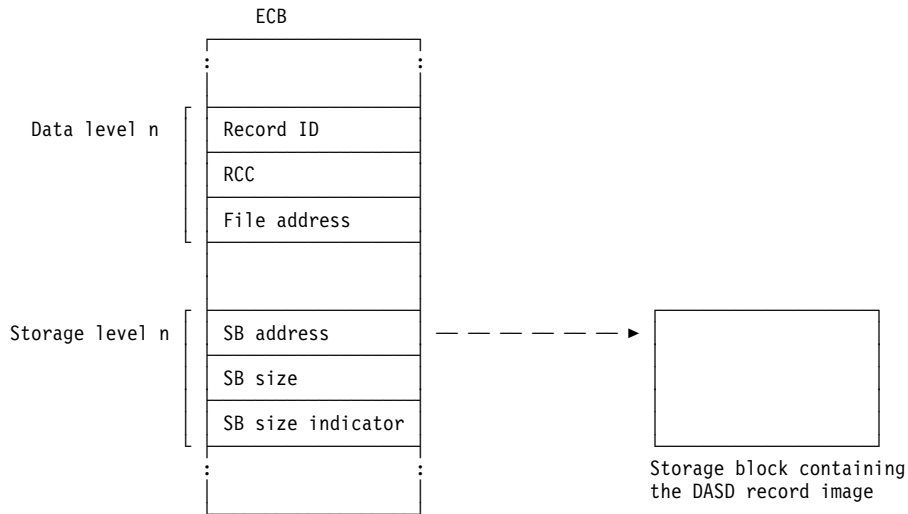 ECB
Data level n
Record ID
RCC
File address
Storage level n
SB address
SB size
SB size indicator
Storage block containing
the DASD record image